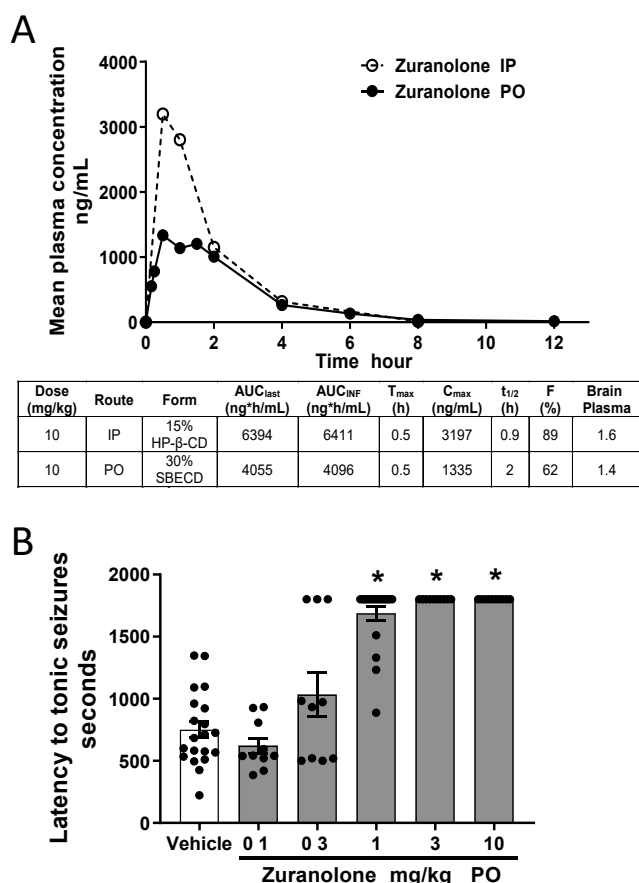 A
Zuranolone IP
Zuranolone PO
Mean plasma concentration
ng/mL
4000
3000
2000
1000
0
0 2 4 6 8 10 12
Time hour
Dose (mg/kg) Route Form AUClast (ng*h/mL) AUCINF (ng*h/mL) Tmax (h) Cmax (ng/mL) t1/2 (h) F (%) Brain Plasma
10 IP 15% HP-β-CD 6394 6411 0.5 3197 0.9 89 1.6
10 PO 30% SBECD 4055 4096 0.5 1335 2 62 1.4
B
Latency to tonic seizures
seconds
2000
1500
1000
500
0
* * *
Vehicle 0 1 0 3 1 3 10
Zuranolone mg/kg PO